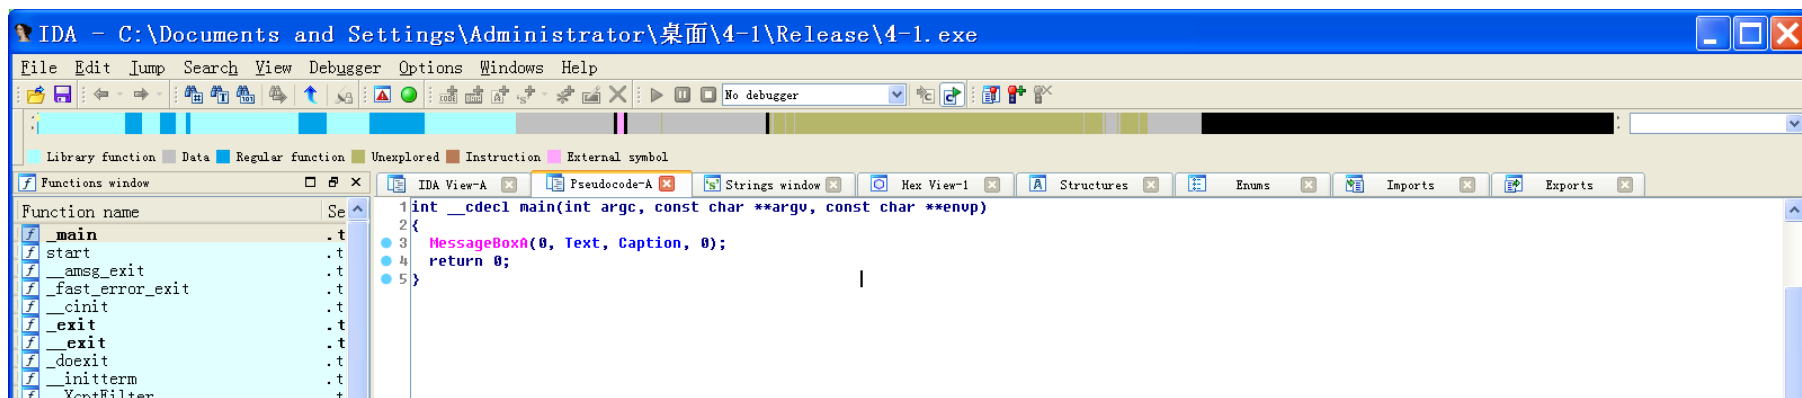 IDA - C:\Documents and Settings\Administrator\桌面\4-1\Release\4-1.exe
File Edit Jump Search View Debugger Options Windows Help
No debugger
Library function Data Regular function Unexplored Instruction External symbol
Functions window
IDA View-A Pseudocode-A Strings window Hex View-1 Structures Enums Imports Exports
Function name Se
_main .t
start .t
__amsg_exit .t
_fast_error_exit .t
__cinit .t
_exit .t
__exit .t
_doexit .t
__initterm .t
__XcptFilter .t
1 int __cdecl main(int argc, const char **argv, const char **envp)
2 {
3 MessageBoxA(0, Text, Caption, 0);
4 return 0;
5 }